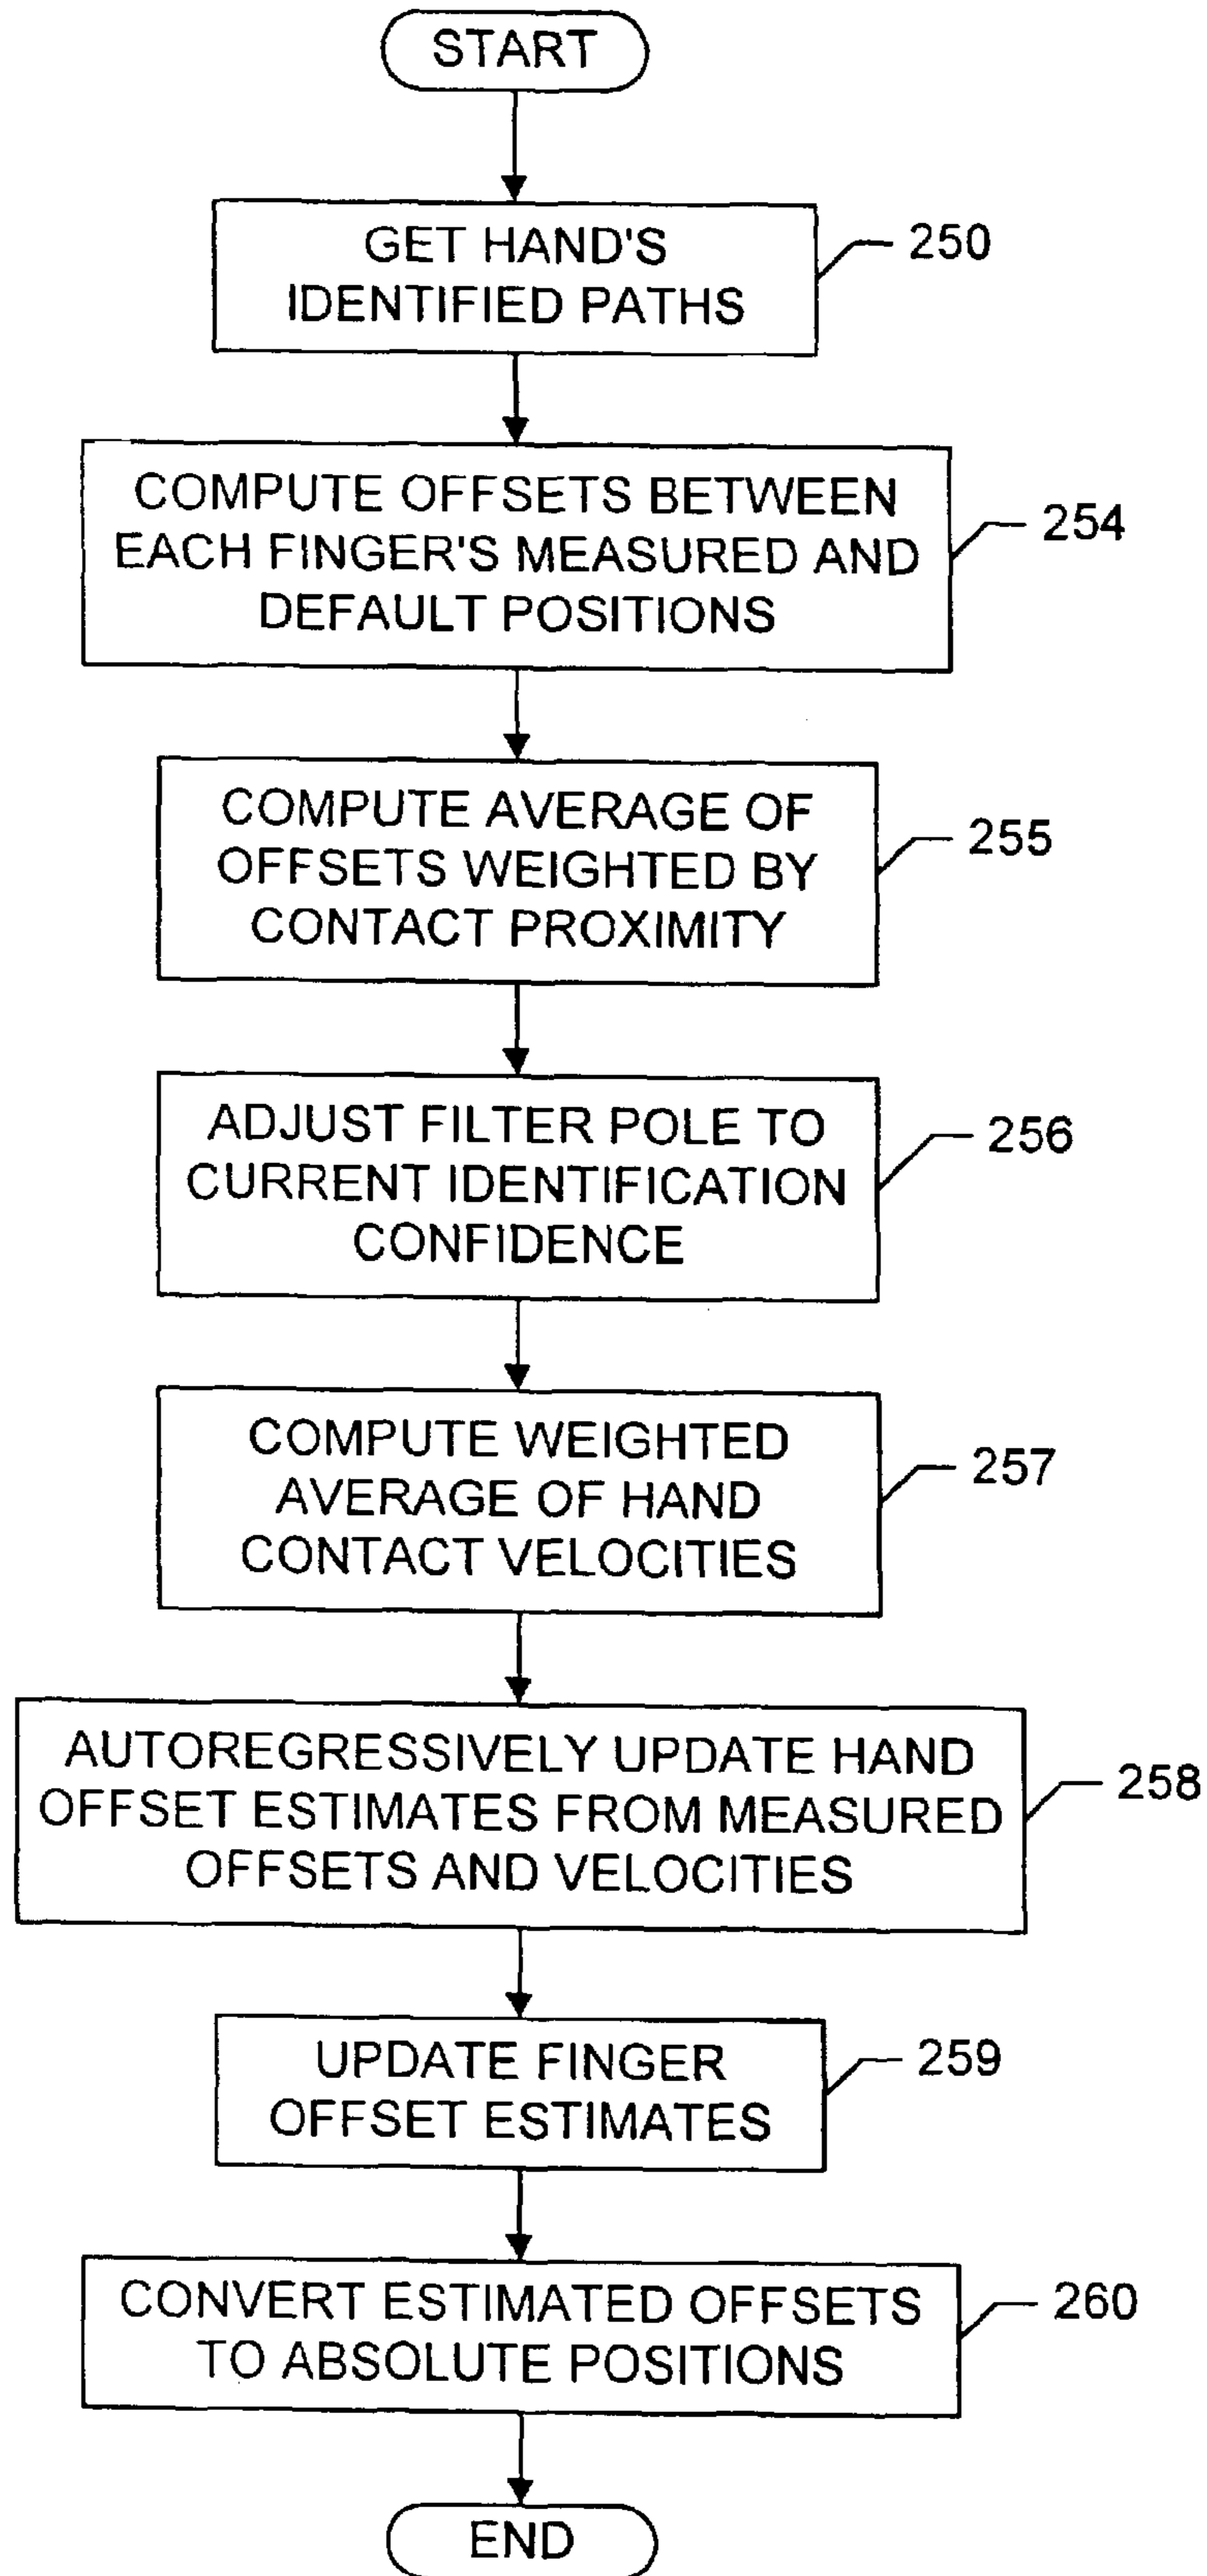 START
GET HAND'S
IDENTIFIED PATHS
250
COMPUTE OFFSETS BETWEEN
EACH FINGER'S MEASURED AND
DEFAULT POSITIONS
254
COMPUTE AVERAGE OF
OFFSETS WEIGHTED BY
CONTACT PROXIMITY
255
ADJUST FILTER POLE TO
CURRENT IDENTIFICATION
CONFIDENCE
256
COMPUTE WEIGHTED
AVERAGE OF HAND
CONTACT VELOCITIES
257
AUTOREGRESSIVELY UPDATE HAND
OFFSET ESTIMATES FROM MEASURED
OFFSETS AND VELOCITIES
258
UPDATE FINGER
OFFSET ESTIMATES
259
CONVERT ESTIMATED OFFSETS
TO ABSOLUTE POSITIONS
260
END